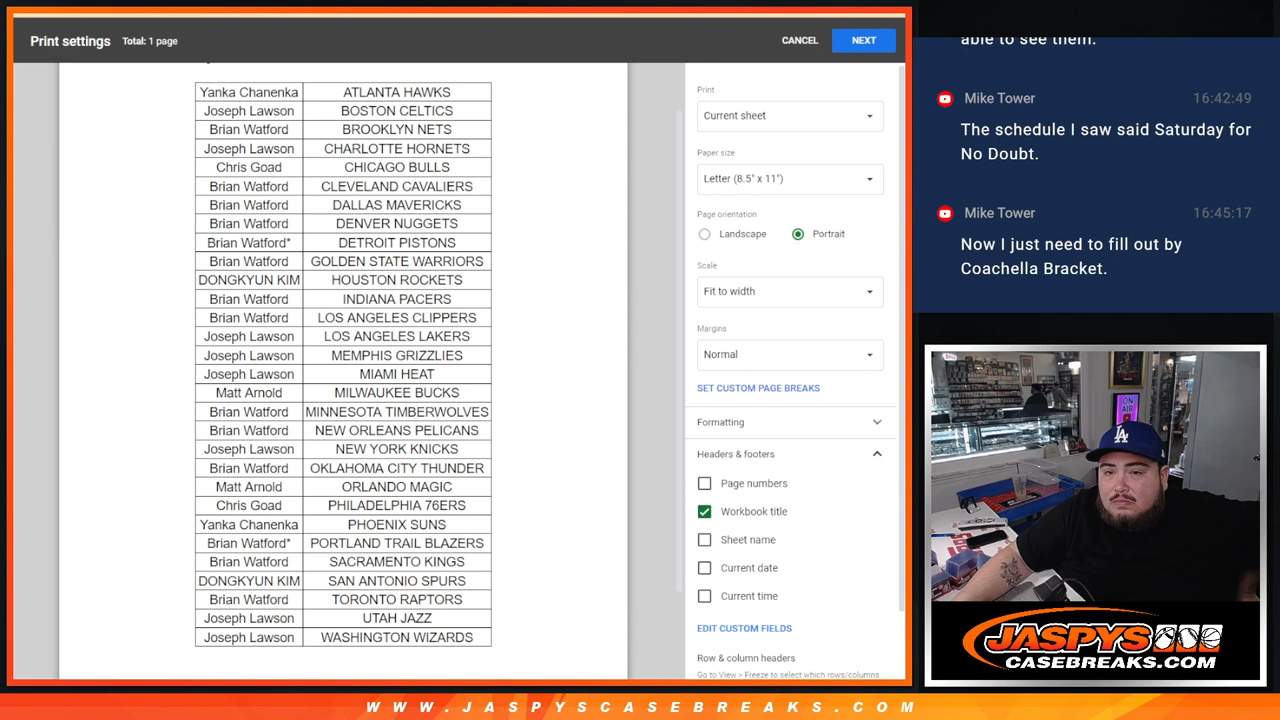 Print settings Total: 1 page CANCEL NEXT
Yanka Chanenka ATLANTA HAWKS
Joseph Lawson BOSTON CELTICS
Brian Watford BROOKLYN NETS
Joseph Lawson CHARLOTTE HORNETS
Chris Goad CHICAGO BULLS
Brian Watford CLEVELAND CAVALIERS
Brian Watford DALLAS MAVERICKS
Brian Watford DENVER NUGGETS
Brian Watford* DETROIT PISTONS
Brian Watford GOLDEN STATE WARRIORS
DONGKYUN KIM HOUSTON ROCKETS
Brian Watford INDIANA PACERS
Brian Watford LOS ANGELES CLIPPERS
Joseph Lawson LOS ANGELES LAKERS
Joseph Lawson MEMPHIS GRIZZLIES
Joseph Lawson MIAMI HEAT
Matt Arnold MILWAUKEE BUCKS
Brian Watford MINNESOTA TIMBERWOLVES
Brian Watford NEW ORLEANS PELICANS
Joseph Lawson NEW YORK KNICKS
Brian Watford OKLAHOMA CITY THUNDER
Matt Arnold ORLANDO MAGIC
Chris Goad PHILADELPHIA 76ERS
Yanka Chanenka PHOENIX SUNS
Brian Watford* PORTLAND TRAIL BLAZERS
Brian Watford SACRAMENTO KINGS
DONGKYUN KIM SAN ANTONIO SPURS
Brian Watford TORONTO RAPTORS
Joseph Lawson UTAH JAZZ
Joseph Lawson WASHINGTON WIZARDS
Print
Current sheet
Paper size
Letter (8.5" x 11")
Page orientation
Landscape Portrait
Scale
Fit to width
Margins
Normal
SET CUSTOM PAGE BREAKS
Formatting
Headers & footers
Page numbers
Workbook title
Sheet name
Current date
Current time
EDIT CUSTOM FIELDS
Row & column headers
Go to View > Freeze to select which rows/columns
able to see them.
Mike Tower 16:42:49
The schedule I saw said Saturday for
No Doubt.
Mike Tower 16:45:17
Now I just need to fill out by
Coachella Bracket.
ON
AIR
LA
JASPYS
CASEBREAKS.COM
WWW.JASPYSCASEBREAKS.COM